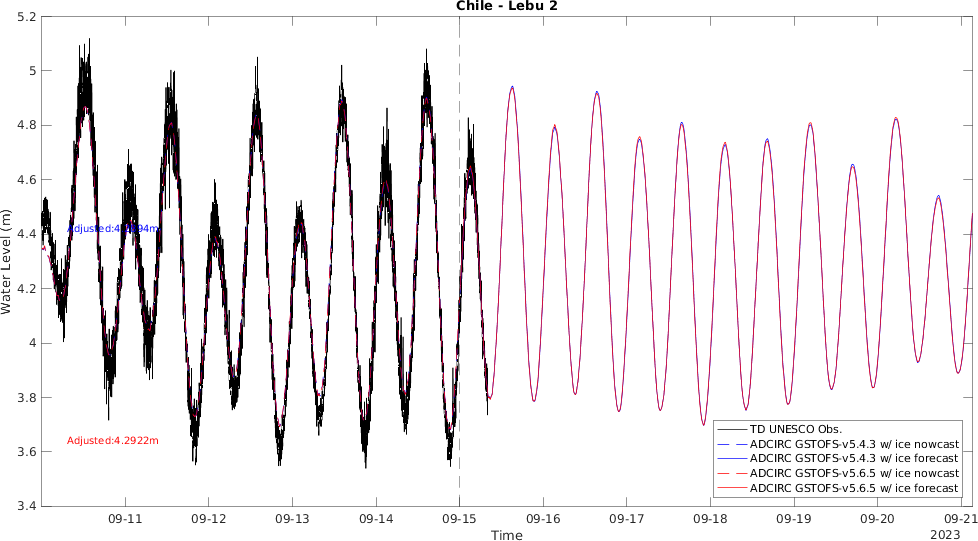 Chile - Lebu 2
5.2
5
4.8
4.6
4.4
4.2
4
3.8
3.6
3.4
Water Level (m)
Adjusted:4.2922m
09-11
09-12
09-13
09-14
09-15
09-16
09-17
09-18
09-19
09-20
09-21
2023
Time
TD UNESCO Obs.
ADCIRC GSTOFS-v5.4.3 w/ ice nowcast
ADCIRC GSTOFS-v5.4.3 w/ ice forecast
ADCIRC GSTOFS-v5.6.5 w/ ice nowcast
ADCIRC GSTOFS-v5.6.5 w/ ice forecast